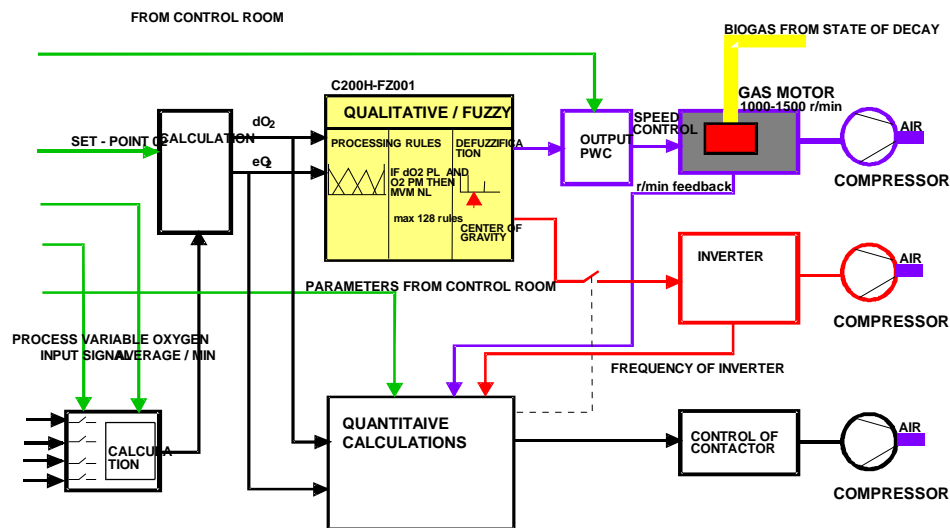 FROM CONTROL ROOM
BIOGAS FROM STATE OF DECAY
C200H-FZ001
GAS MOTOR
1000-1500 r/min
QUALITATIVE / FUZZY
dO2
CALCULATION
SET - POINT O2
eO2
PROCESSING
RULES
DEFUZZIFICA
TION
IF dO2 PL AND
O2 PM THEN
MVM NL
max 128 rules
CENTER OF
GRAVITY
OUTPUT
PWC
SPEED
CONTROL
r/min feedback
AIR
COMPRESSOR
INVERTER
AIR
COMPRESSOR
PARAMETERS FROM CONTROL ROOM
PROCESS VARIABLE OXYGEN
INPUT SIGNAL
AVERAGE / MIN
FREQUENCY OF INVERTER
CALCULA
TION
QUANTITAIVE
CALCULATIONS
CONTROL OF
CONTACTOR
AIR
COMPRESSOR